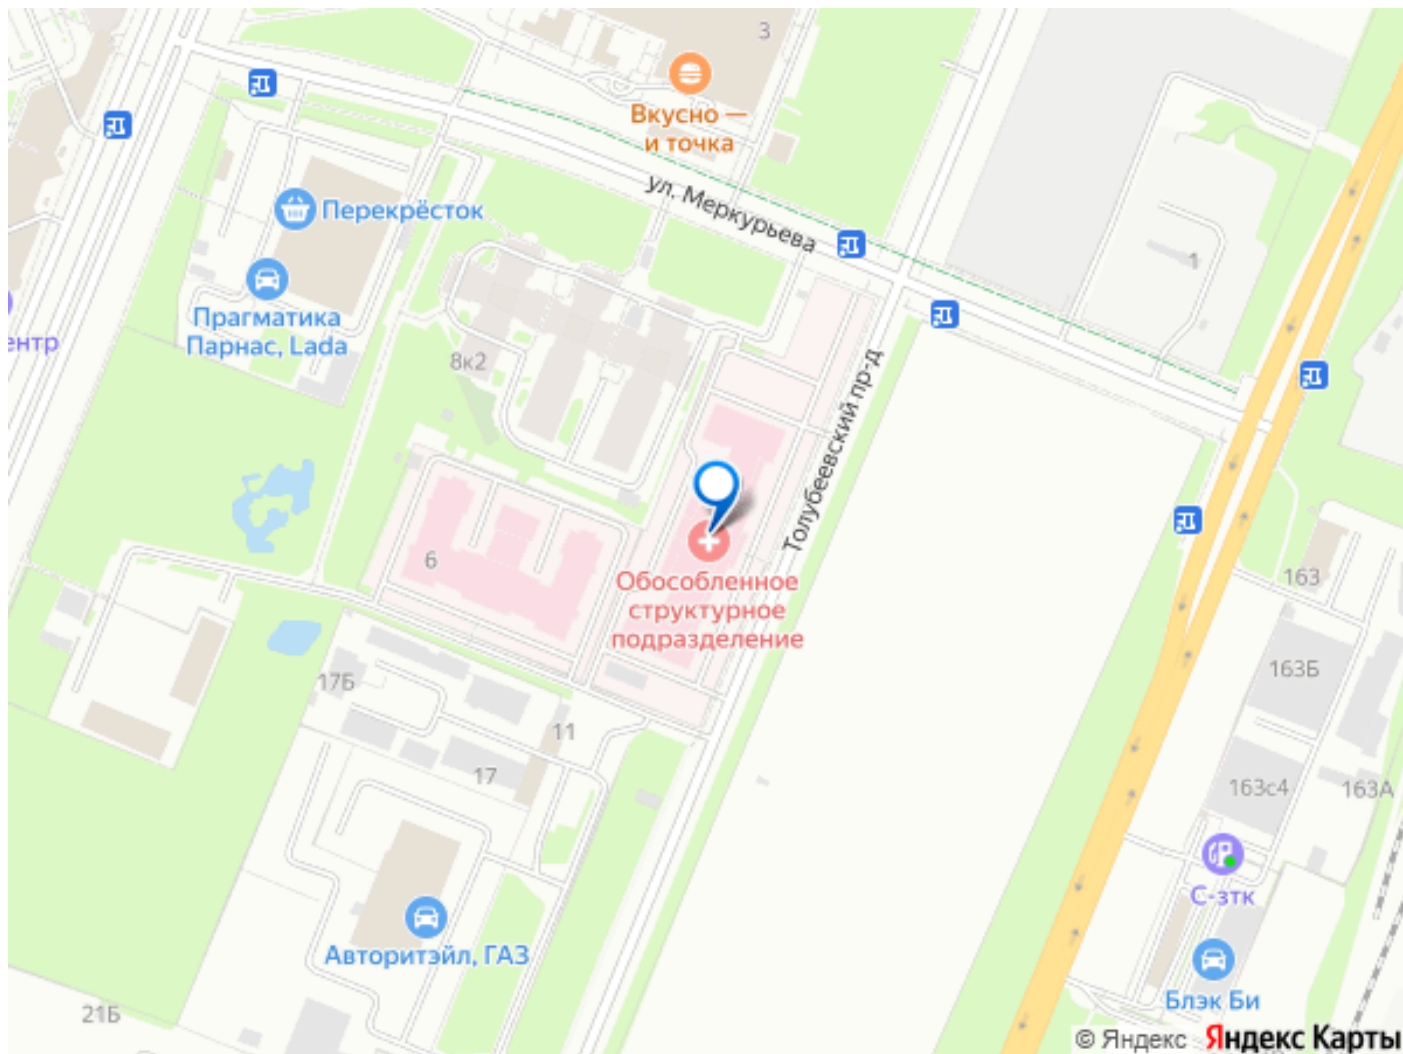 3
Вкусно —
и точка
ул. Меркурьева
Перекрёсток
1
Прагматика
Парнас, Lada
ентр
8к2
Толубеевский пр-д
6
Обособленное
структурное
подразделение
163
163Б
17Б
11
17
163с4
163А
С-зтк
Авторитэйл, ГАЗ
Блэк Би
21Б
© Яндекс Яндекс Карты